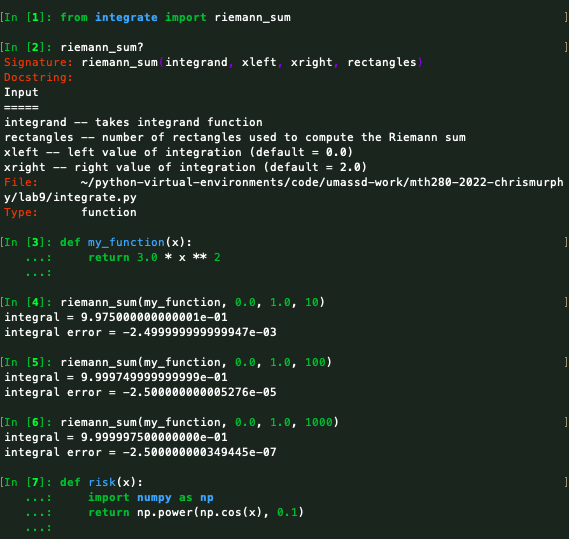 [In [1]: from integrate import riemann_sum ]
[In [2]: riemann_sum? ]
Signature: riemann_sum(integrand, xleft, xright, rectangles)
Docstring:
Input
=====
integrand -- takes integrand function
rectangles -- number of rectangles used to compute the Riemann sum
xleft -- left value of integration (default = 0.0)
xright -- right value of integration (default = 2.0)
File:      ~/python-virtual-environments/code/umassd-work/mth280-2022-chrismurph
y/lab9/integrate.py
Type:      function
[In [3]: def my_function(x): ]
   ...:     return 3.0 * x ** 2
   ...:
[In [4]: riemann_sum(my_function, 0.0, 1.0, 10) ]
integral = 9.975000000000001e-01
integral error = -2.499999999999947e-03
[In [5]: riemann_sum(my_function, 0.0, 1.0, 100) ]
integral = 9.999749999999999e-01
integral error = -2.500000000005276e-05
[In [6]: riemann_sum(my_function, 0.0, 1.0, 1000) ]
integral = 9.999997500000000e-01
integral error = -2.500000000349445e-07
[In [7]: def risk(x): ]
   ...:     import numpy as np
   ...:     return np.power(np.cos(x), 0.1)
   ...: